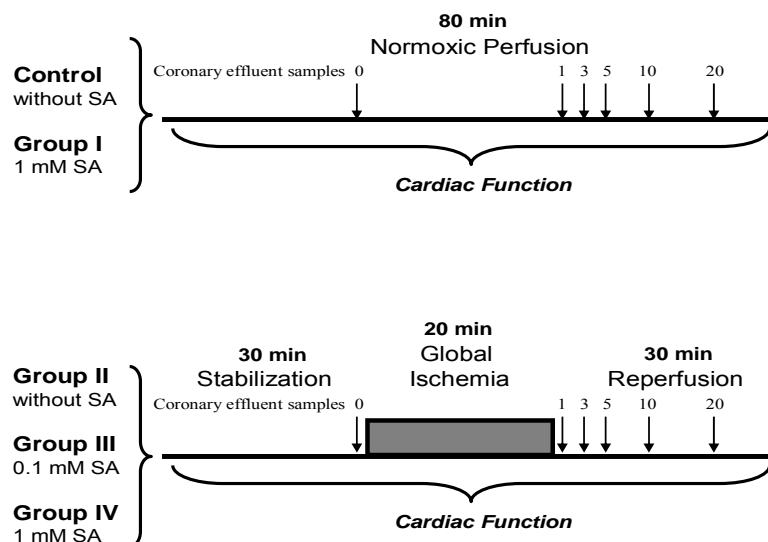 80 min
Normoxic Perfusion
Control
without SA
Group I
1 mM SA
Coronary effluent samples 0 1 3 5 10 20
Cardiac Function
Group II
without SA
Group III
0.1 mM SA
Group IV
1 mM SA
30 min
Stabilization
20 min
Global
Ischemia
30 min
Reperfusion
Coronary effluent samples 0 1 3 5 10 20
Cardiac Function